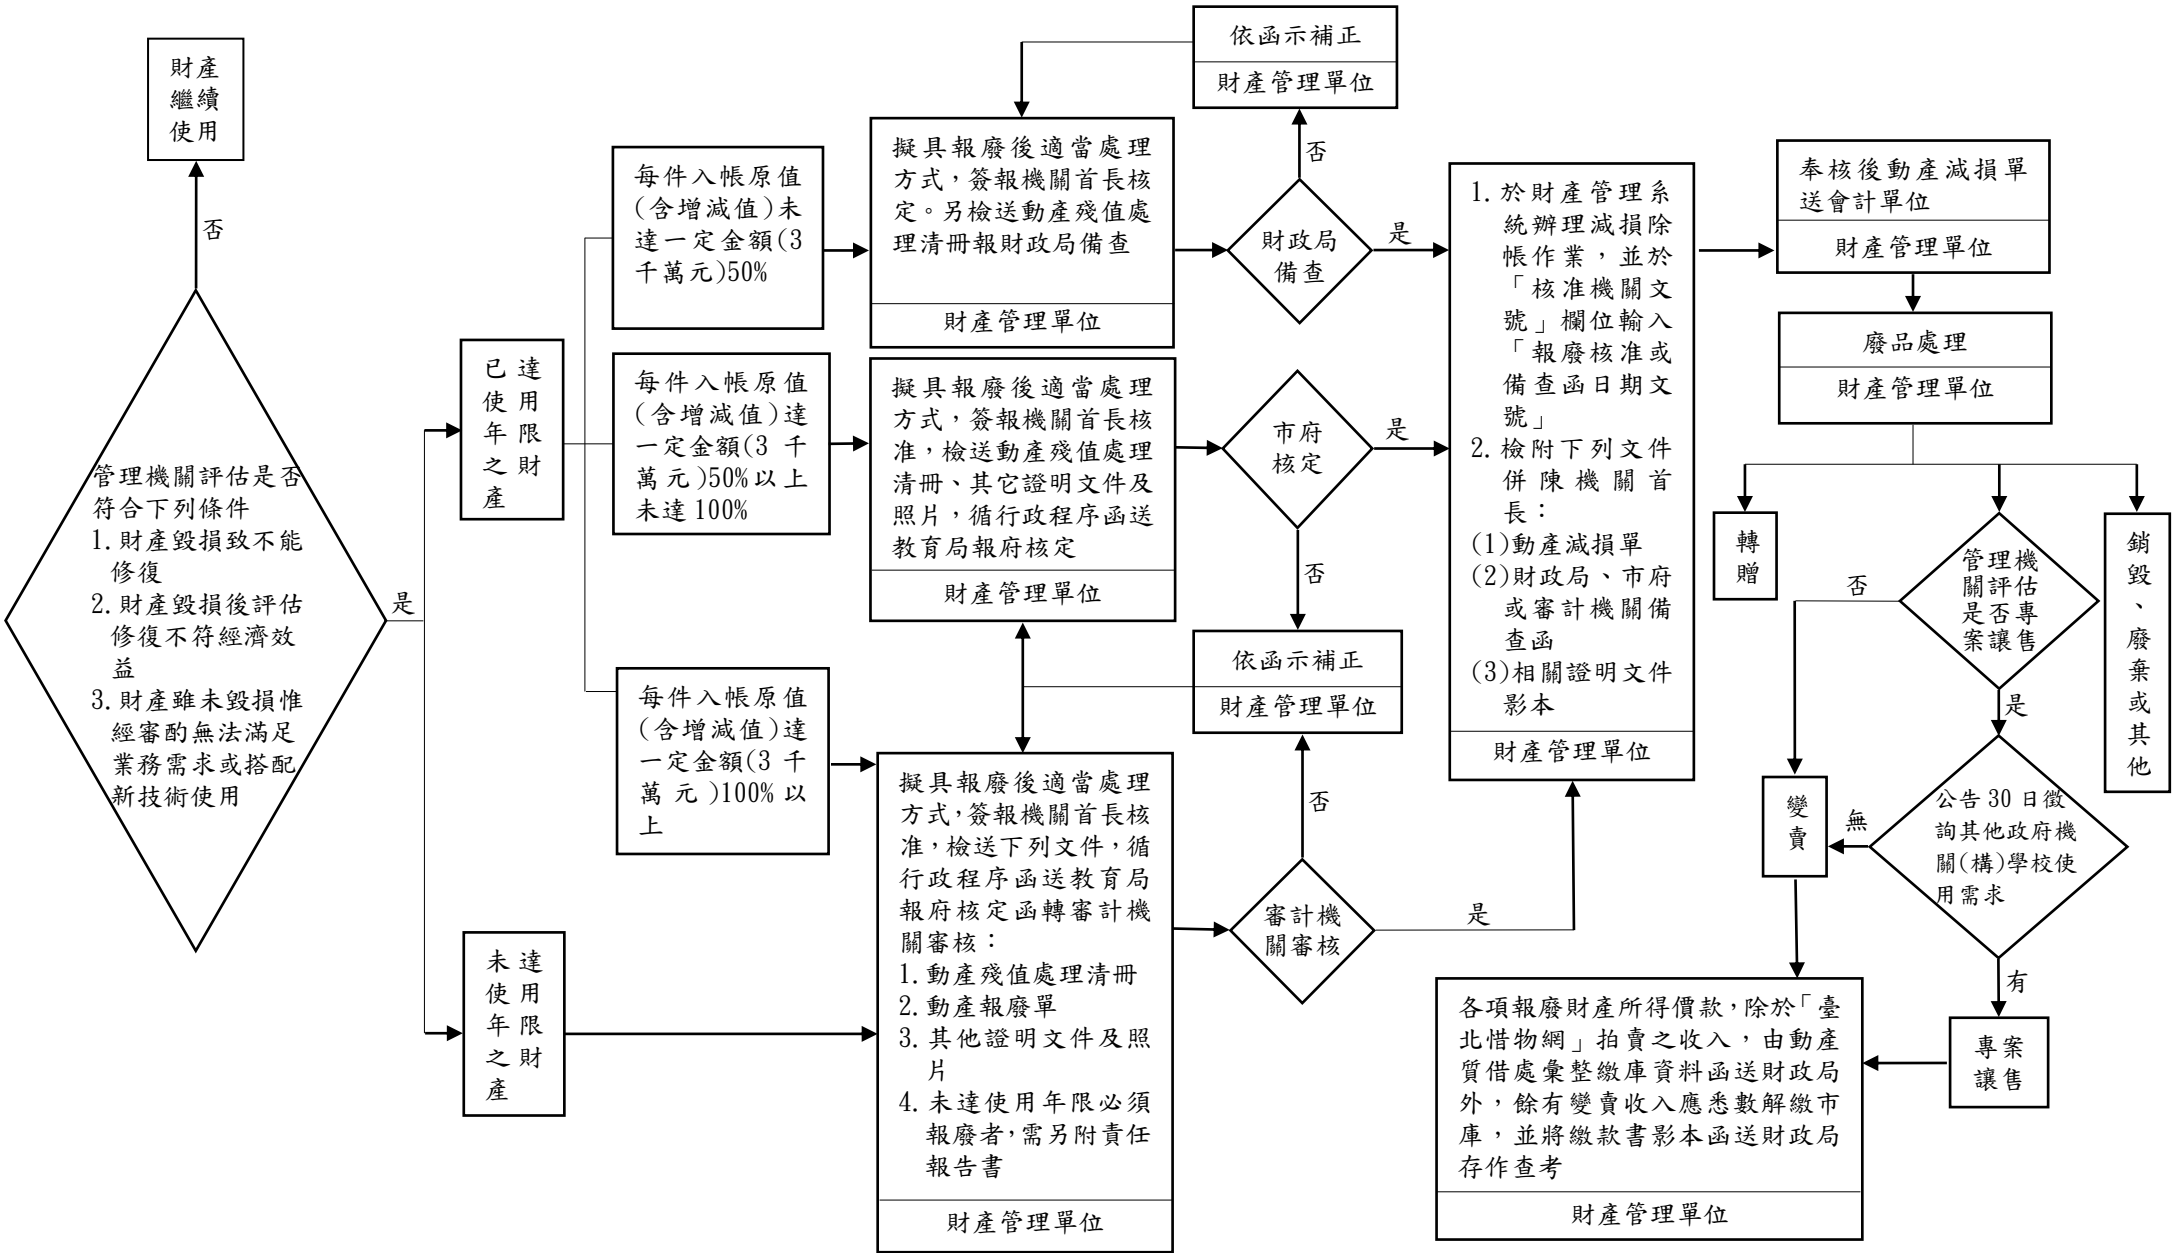 財產
繼續
使用
否
管理機關評估是否
符合下列條件
1.財產毀損致不能
修復
2.財產毀損後評估
修復不符經濟效
益
3.財產雖未毀損惟
經審酌無法滿足
業務需求或搭配
新技術使用
是
已達
使用
年限
之財
產
未達
使用
年限
之財
產
每件入帳原值
(含增減值)未
達一定金額(3
千萬元)50%
每件入帳原值
(含增減值)達
一定金額(3 千
萬元)50%以上
未達100%
每件入帳原值
(含增減值)達
一定金額(3 千
萬元)100%以
上
擬具報廢後適當處理
方式,簽報機關首長核
定。另檢送動產殘值處
理清冊報財政局備查
財產管理單位
擬具報廢後適當處理
方式,簽報機關首長核
准,檢送動產殘值處理
清冊、其它證明文件及
照片,循行政程序函送
教育局報府核定
財產管理單位
擬具報廢後適當處理
方式,簽報機關首長核
准,檢送下列文件,循
行政程序函送教育局
報府核定函轉審計機
關審核:
1.動產殘值處理清冊
2.動產報廢單
3.其他證明文件及照
片
4.未達使用年限必須
報廢者,需另附責任
報告書
財產管理單位
依函示補正
財產管理單位
否
財政局
備查
是
市府
核定
是
否
依函示補正
財產管理單位
否
審計機
關審核
是
1.於財產管理系
統辦理減損除
帳作業,並於
「核准機關文
號」欄位輸入
「報廢核准或
備查函日期文
號」
2.檢附下列文件
併陳機關首
長:
(1)動產減損單
(2)財政局、市府
或審計機關備
查函
(3)相關證明文件
影本
財產管理單位
奉核後動產減損單
送會計單位
財產管理單位
廢品處理
財產管理單位
轉
贈
管理機
關評估
是否專
案讓售
否
是
銷
毀
、
廢
棄
或
其
他
變
賣
無
公告30日徵
詢其他政府機
關(構)學校使
用需求
有
專案
讓售
各項報廢財產所得價款,除於「臺
北惜物網」拍賣之收入,由動產
質借處彙整繳庫資料函送財政局
外,餘有變賣收入應悉數解繳市
庫,並將繳款書影本函送財政局
存作查考
財產管理單位